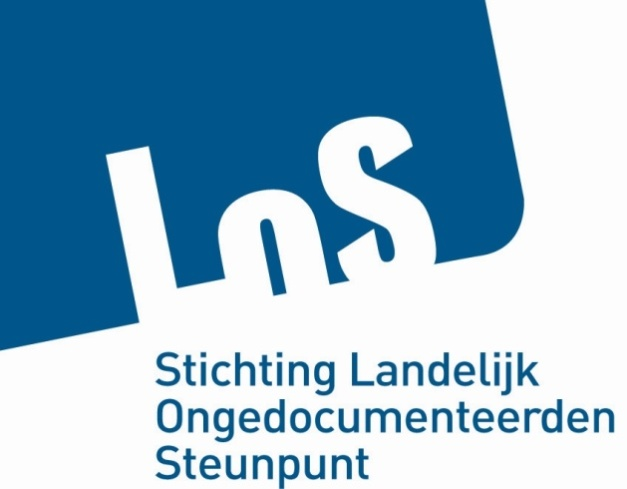 LoS
Stichting Landelijk
Ongedocumenteerden
Steunpunt